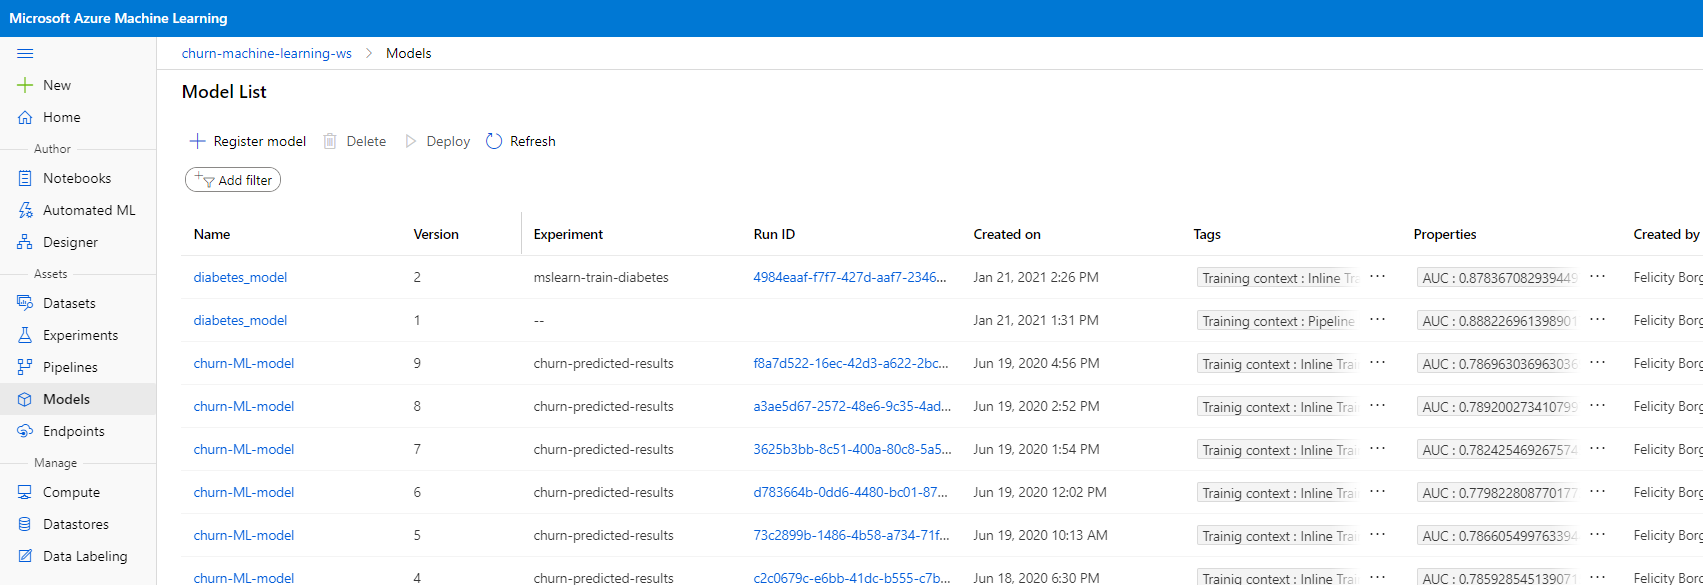 Microsoft Azure Machine Learning
churn-machine-learning-ws > Models
New
Home
Author
Notebooks
Automated ML
Designer
Assets
Datasets
Experiments
Pipelines
Models
Endpoints
Manage
Compute
Datastores
Data Labeling
Model List
Register model Delete Deploy Refresh
Add filter
Name Version Experiment Run ID Created on Tags Properties Created by
diabetes_model 2 mslearn-train-diabetes 4984eaaf-f7f7-427d-aaf7-2346... Jan 21, 2021 2:26 PM Training context : Inline Tra ... AUC : 0.878367082939449 ... Felicity Borg
diabetes_model 1 -- Jan 21, 2021 1:31 PM Training context : Pipeline ... AUC : 0.888226961398901 ... Felicity Borg
churn-ML-model 9 churn-predicted-results f8a7d522-16ec-42d3-a622-2bc... Jun 19, 2020 4:56 PM Trainig context : Inline Trai ... AUC : 0.786963036963036 ... Felicity Borg
churn-ML-model 8 churn-predicted-results a3ae5d67-2572-48e6-9c35-4ad... Jun 19, 2020 2:52 PM Trainig context : Inline Trai ... AUC : 0.789200273410799 ... Felicity Borg
churn-ML-model 7 churn-predicted-results 3625b3bb-8c51-400a-80c8-5a5... Jun 19, 2020 1:54 PM Trainig context : Inline Trai ... AUC : 0.782425469267574 ... Felicity Borg
churn-ML-model 6 churn-predicted-results d783664b-0dd6-4480-bc01-87... Jun 19, 2020 12:02 PM Trainig context : Inline Trai ... AUC : 0.779822808770177 ... Felicity Borg
churn-ML-model 5 churn-predicted-results 73c2899b-1486-4b58-a734-71f... Jun 19, 2020 10:13 AM Trainig context : Inline Trai ... AUC : 0.786605499763394 ... Felicity Borg
churn-ML-model 4 churn-predicted-results c2c0679c-e6bb-41dc-b555-c7b... Jun 18, 2020 6:30 PM Trainig context : Inline Trai ... AUC : 0.785928545139071 ... Felicity Borg